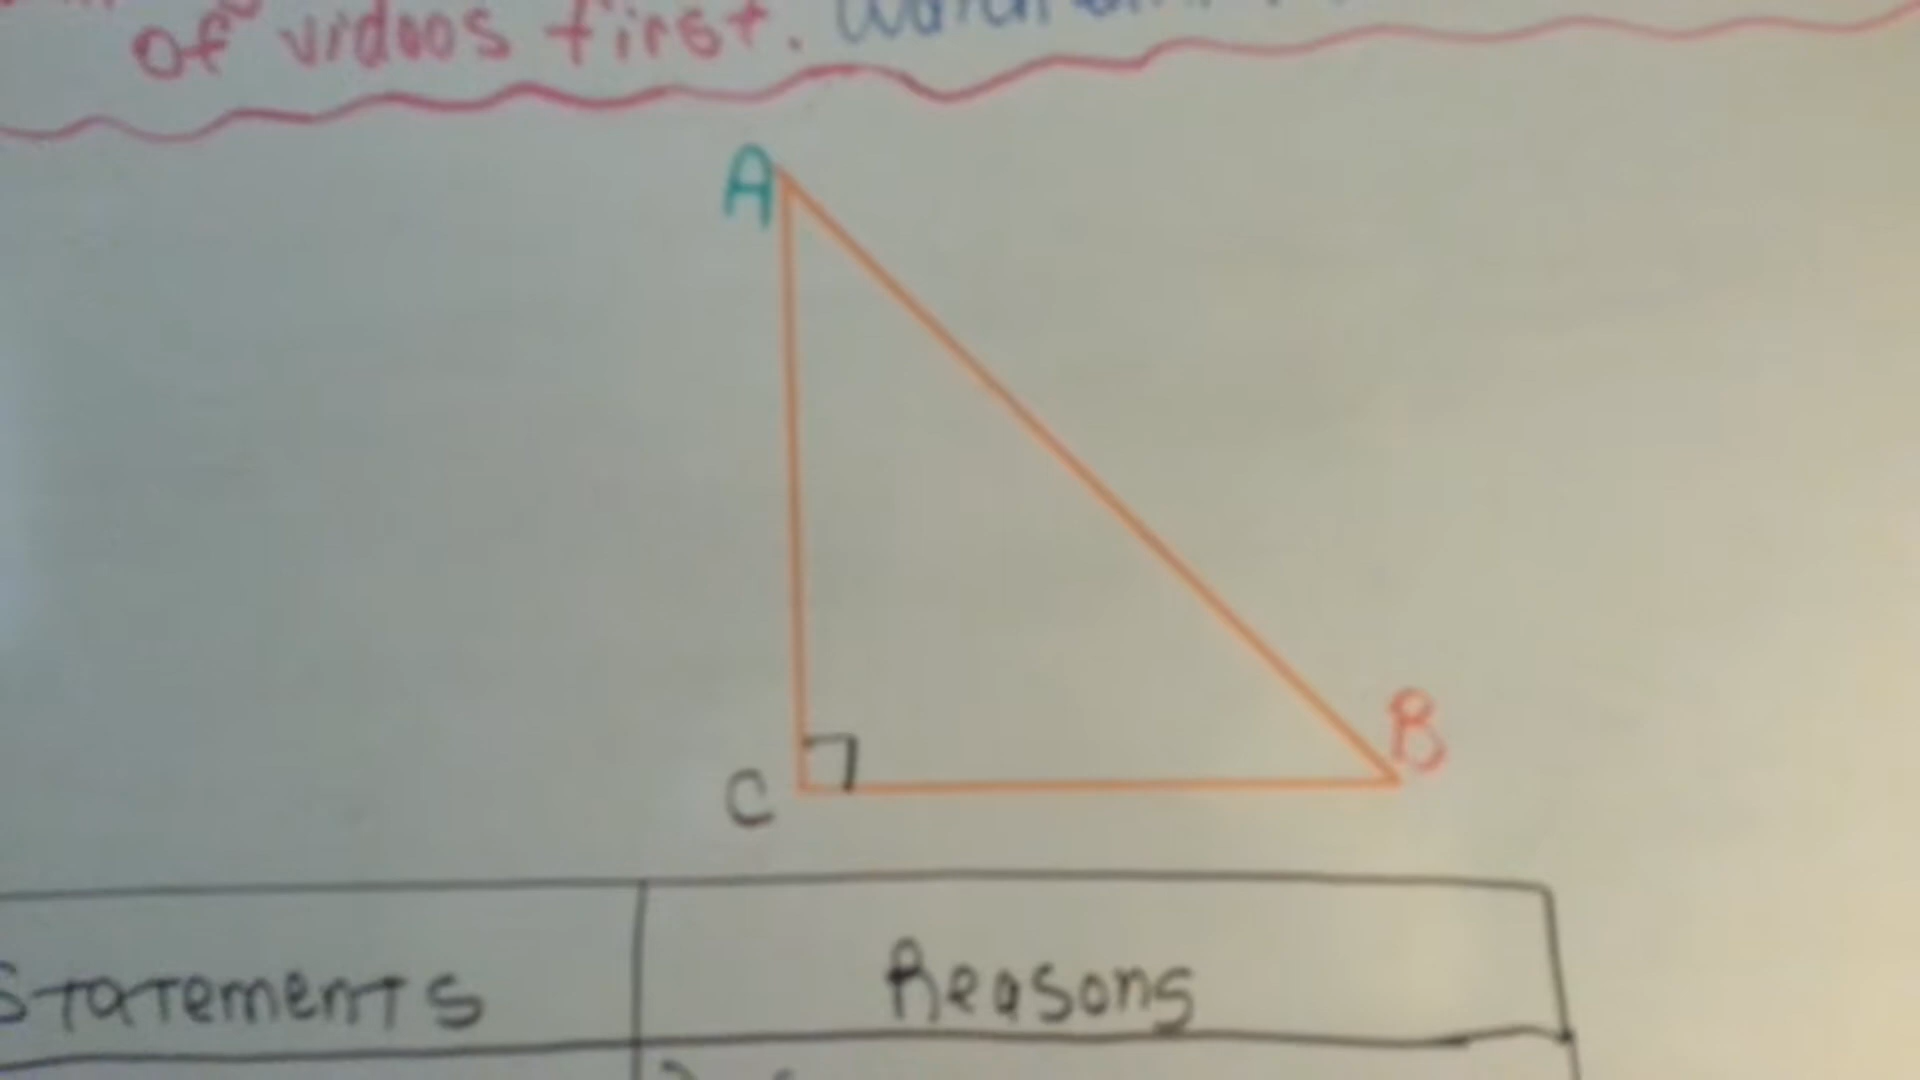 of videos first.
A
B
C
Statements Reasons